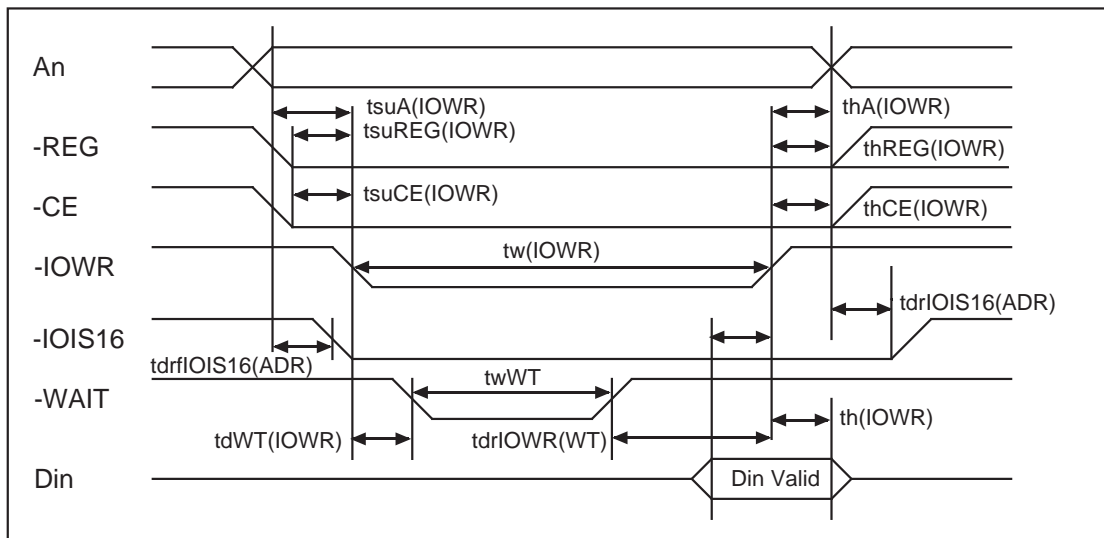 An
tsuA(IOWR)
thA(IOWR)
tsuREG(IOWR)
-REG
thREG(IOWR)
-CE
tsuCE(IOWR)
thCE(IOWR)
-IOWR
tw(IOWR)
tdrIOIS16(ADR)
-IOIS16
tdrfIOIS16(ADR)
twWT
-WAIT
th(IOWR)
tdWT(IOWR)
tdrIOWR(WT)
Din
Din Valid